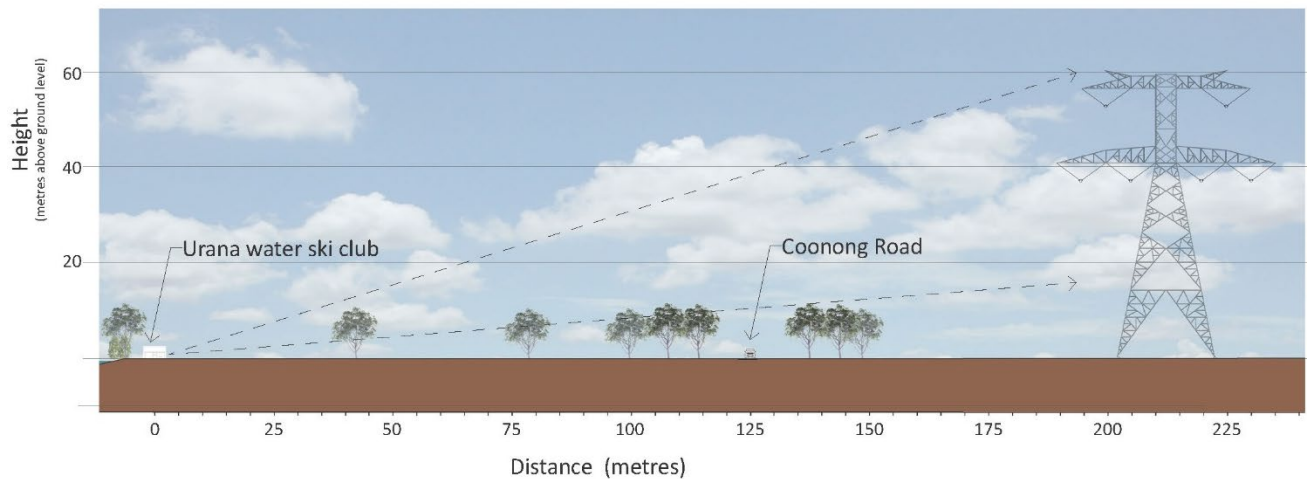 Height
(metres above ground level)
60
40
20
Urana water ski club
Coonong Road
0 25 50 75 100 125 150 175 200 225
Distance (metres)